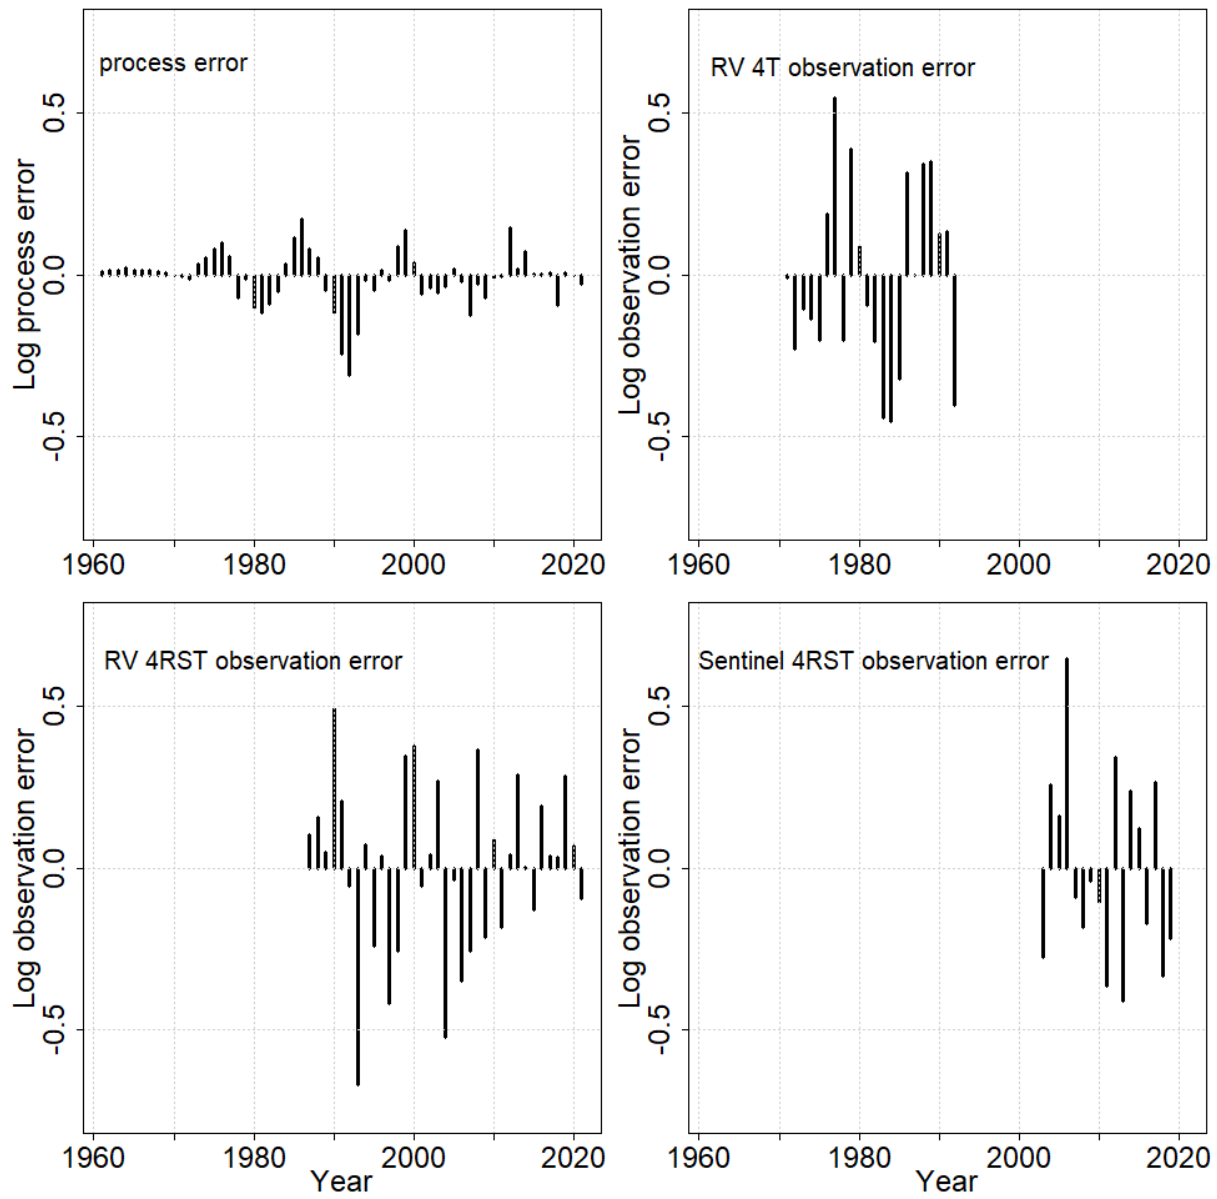 process error
Log process error
0.5
0.0
-0.5
1960 1980 2000 2020
RV 4T observation error
Log observation error
0.5
0.0
-0.5
1960 1980 2000 2020
RV 4RST observation error
Log observation error
0.5
0.0
-0.5
1960 1980 2000 2020
Year
Sentinel 4RST observation error
Log observation error
0.5
0.0
-0.5
1960 1980 2000 2020
Year